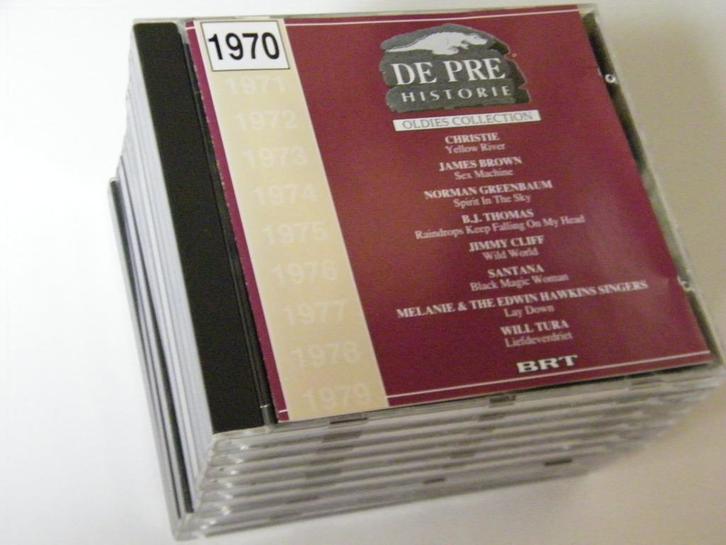 1970
1971
1972
1973
1974
1975
1976
1977
1978
1979
DE PRE
HISTORIE
OLDIES COLLECTION
CHRISTIE
Yellow River
JAMES BROWN
Sex Machine
NORMAN GREENBAUM
Spirit In The Sky
B.J. THOMAS
Raindrops Keep Falling On My Head
JIMMY CLIFF
Wild World
SANTANA
Black Magic Woman
MELANIE & THE EDWIN HAWKINS SINGERS
Lay Down
WILL TURA
Liefdeverdriet
BRT